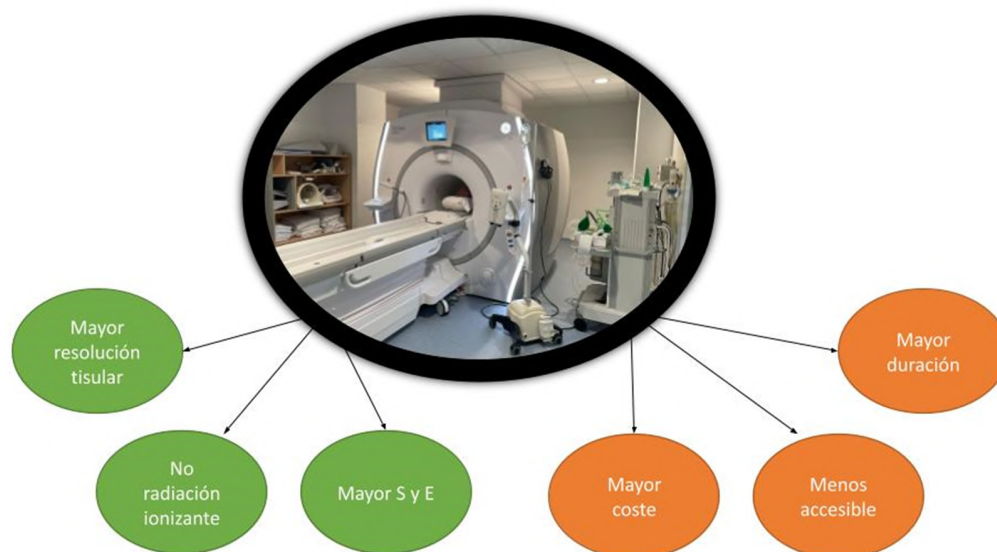 Mayor
resolución
tisular
No
radiación
ionizante
Mayor S y E
Mayor
coste
Menos
accesible
Mayor
duración